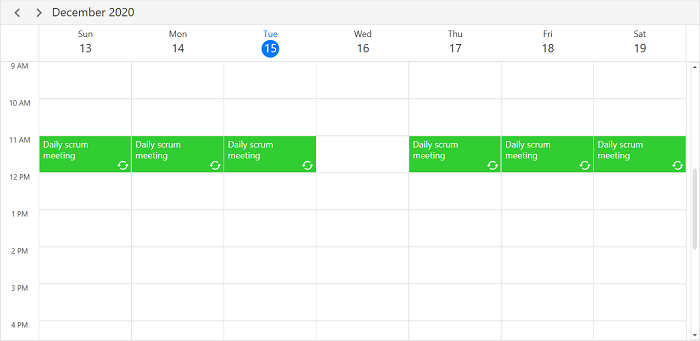 December 2020
Sun Mon Tue Wed Thu Fri Sat
13 14 15 16 17 18 19
9 AM
10 AM
11 AM
Daily scrum Daily scrum Daily scrum Daily scrum Daily scrum Daily scrum
meeting meeting meeting meeting meeting meeting
12 PM
1 PM
2 PM
3 PM
4 PM